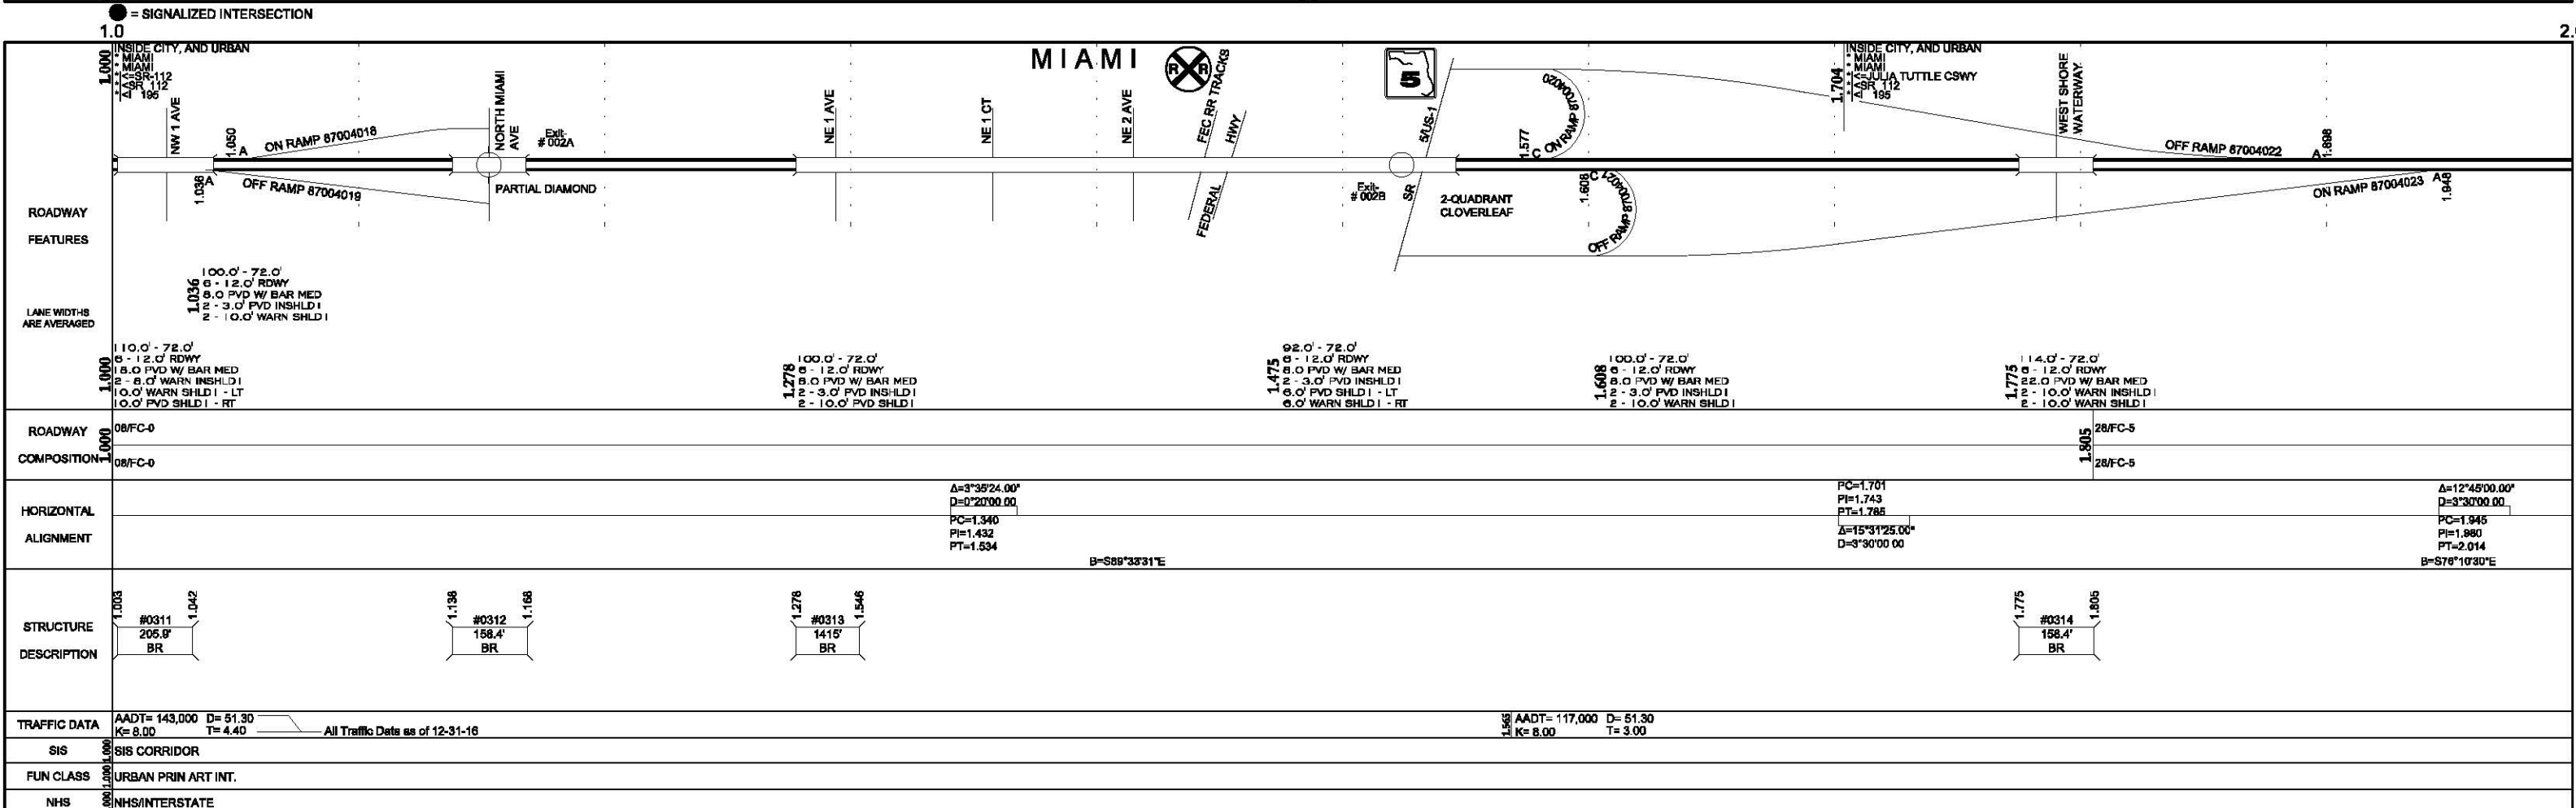 = SIGNALIZED INTERSECTION
1.0
2.
1.000
INSIDE CITY, AND URBAN
* MIAMI
* MIAMI
* <=SR-112
* <SR 112
* <I 195
MIAMI
R R
5
1.704
INSIDE CITY, AND URBAN
* MIAMI
* MIAMI
* <=JULIA TUTTLE CSWY
* <SR 112
* <I 195
NW 1 AVE
1.050
A
ON RAMP 87004018
NORTH MIAMI
AVE
Exit-
# 002A
NE 1 AVE
NE 1 CT
NE 2 AVE
FEC RR TRACKS
FEDERAL HWY
SR 5/US-1
1.577
C ON RAMP 87004020
WEST SHORE
WATERWAY
OFF RAMP 87004022
A
1.898
1.036
A
OFF RAMP 87004019
PARTIAL DIAMOND
Exit-
# 002B
2-QUADRANT
CLOVERLEAF
1.608
C
OFF RAMP 87004021
ON RAMP 87004023
A
1.948
ROADWAY
FEATURES
LANE WIDTHS
ARE AVERAGED
1.036
100.0' - 72.0'
6 - 12.0' RDWY
8.0 PVD W/ BAR MED
2 - 3.0' PVD INSHLD1
2 - 10.0' WARN SHLD1
1.000
110.0' - 72.0'
6 - 12.0' RDWY
18.0 PVD W/ BAR MED
2 - 8.0' WARN INSHLD1
10.0' WARN SHLD1 - LT
10.0' PVD SHLD1 - RT
1.278
100.0' - 72.0'
6 - 12.0' RDWY
8.0 PVD W/ BAR MED
2 - 3.0' PVD INSHLD1
2 - 10.0' PVD SHLD1
1.475
92.0' - 72.0'
6 - 12.0' RDWY
8.0 PVD W/ BAR MED
2 - 3.0' PVD INSHLD1
6.0' PVD SHLD1 - LT
6.0' WARN SHLD1 - RT
1.608
100.0' - 72.0'
6 - 12.0' RDWY
8.0 PVD W/ BAR MED
2 - 3.0' PVD INSHLD1
2 - 10.0' WARN SHLD1
1.775
114.0' - 72.0'
6 - 12.0' RDWY
22.0 PVD W/ BAR MED
2 - 10.0' WARN INSHLD1
2 - 10.0' WARN SHLD1
ROADWAY
COMPOSITION
1.000
08/FC-0
08/FC-0
1.805
28/FC-5
28/FC-5
HORIZONTAL
ALIGNMENT
Δ=3°35'24.00"
D=0°20'00.00
PC=1.340
PI=1.432
PT=1.534
B=S89°33'31"E
PC=1.701
PI=1.743
PT=1.785
Δ=15°31'25.00"
D=3°30'00.00
Δ=12°45'00.00"
D=3°30'00.00
PC=1.945
PI=1.980
PT=2.014
B=S76°10'30"E
STRUCTURE
DESCRIPTION
1.003
1.042
#0311
205.9'
BR
1.138
1.168
#0312
158.4'
BR
1.278
1.546
#0313
1415'
BR
1.775
1.805
#0314
158.4'
BR
TRAFFIC DATA
AADT= 143,000 D= 51.30
K= 8.00 T= 4.40
All Traffic Data as of 12-31-16
1.565
AADT= 117,000 D= 51.30
K= 8.00 T= 3.00
SIS
1.000
SIS CORRIDOR
FUN CLASS
1.000
URBAN PRIN ART INT.
NHS
.000
NHS/INTERSTATE